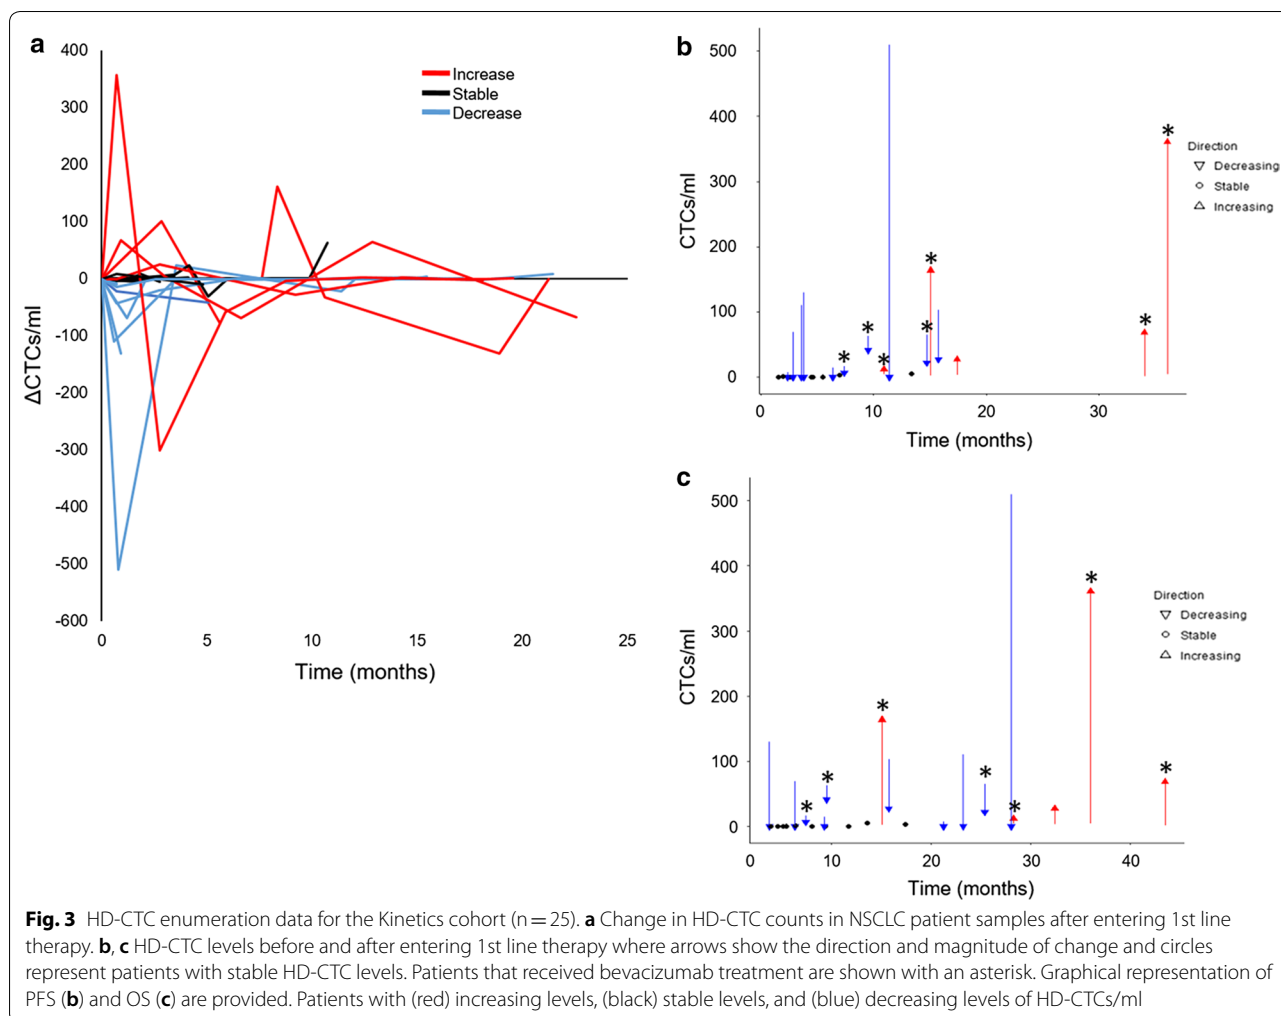 a
400
300
200
100
0
-100
-200
-300
-400
-500
-600
ΔCTCs/ml
0 5 10 15 20 25
Time (months)
Increase
Stable
Decrease
b
500
400
300
200
100
0
CTCs/ml
0 10 20 30
Time (months)
* * * * * * *
Direction
Decreasing
Stable
Increasing
c
500
400
300
200
100
0
CTCs/ml
0 10 20 30 40
Time (months)
* * * * * * *
Direction
Decreasing
Stable
Increasing
Fig. 3 HD-CTC enumeration data for the Kinetics cohort (n = 25). a Change in HD-CTC counts in NSCLC patient samples after entering 1st line
therapy. b, c HD-CTC levels before and after entering 1st line therapy where arrows show the direction and magnitude of change and circles
represent patients with stable HD-CTC levels. Patients that received bevacizumab treatment are shown with an asterisk. Graphical representation of
PFS (b) and OS (c) are provided. Patients with (red) increasing levels, (black) stable levels, and (blue) decreasing levels of HD-CTCs/ml